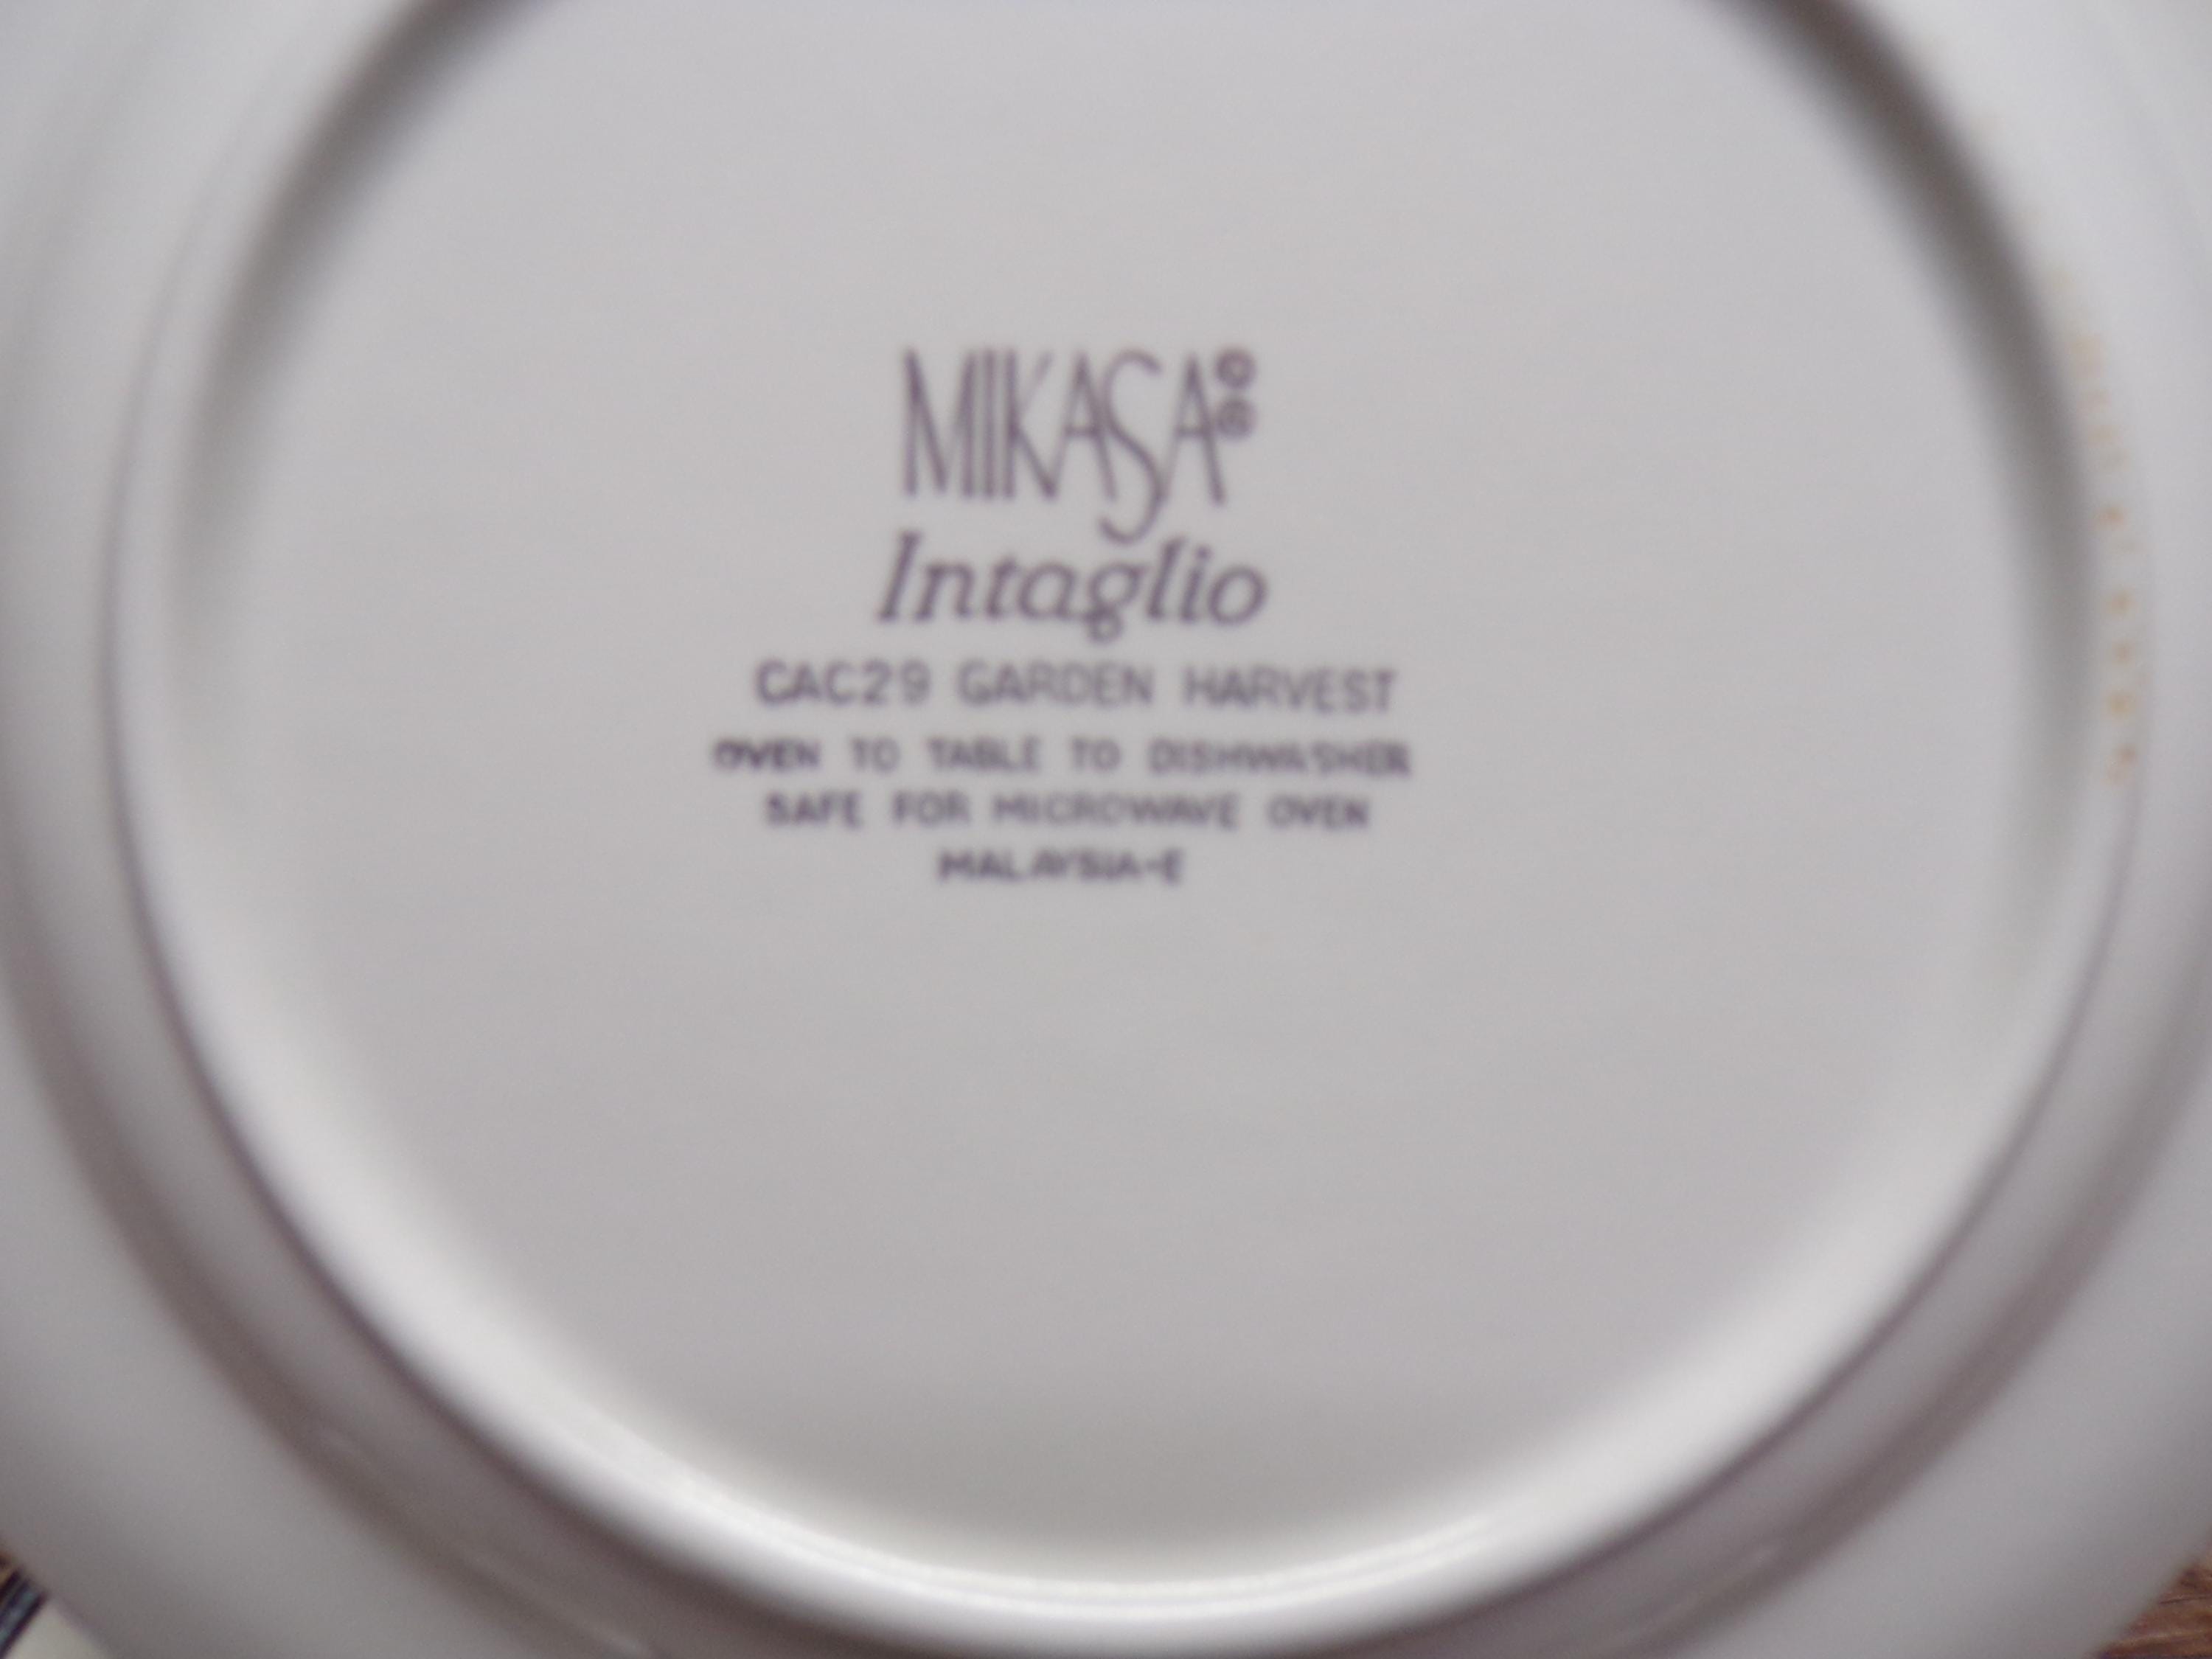 MIKASA©®
Intaglio
CAC29 GARDEN HARVEST
OVEN TO TABLE TO DISHWASHER
SAFE FOR MICROWAVE OVEN
MALAYSIA-E